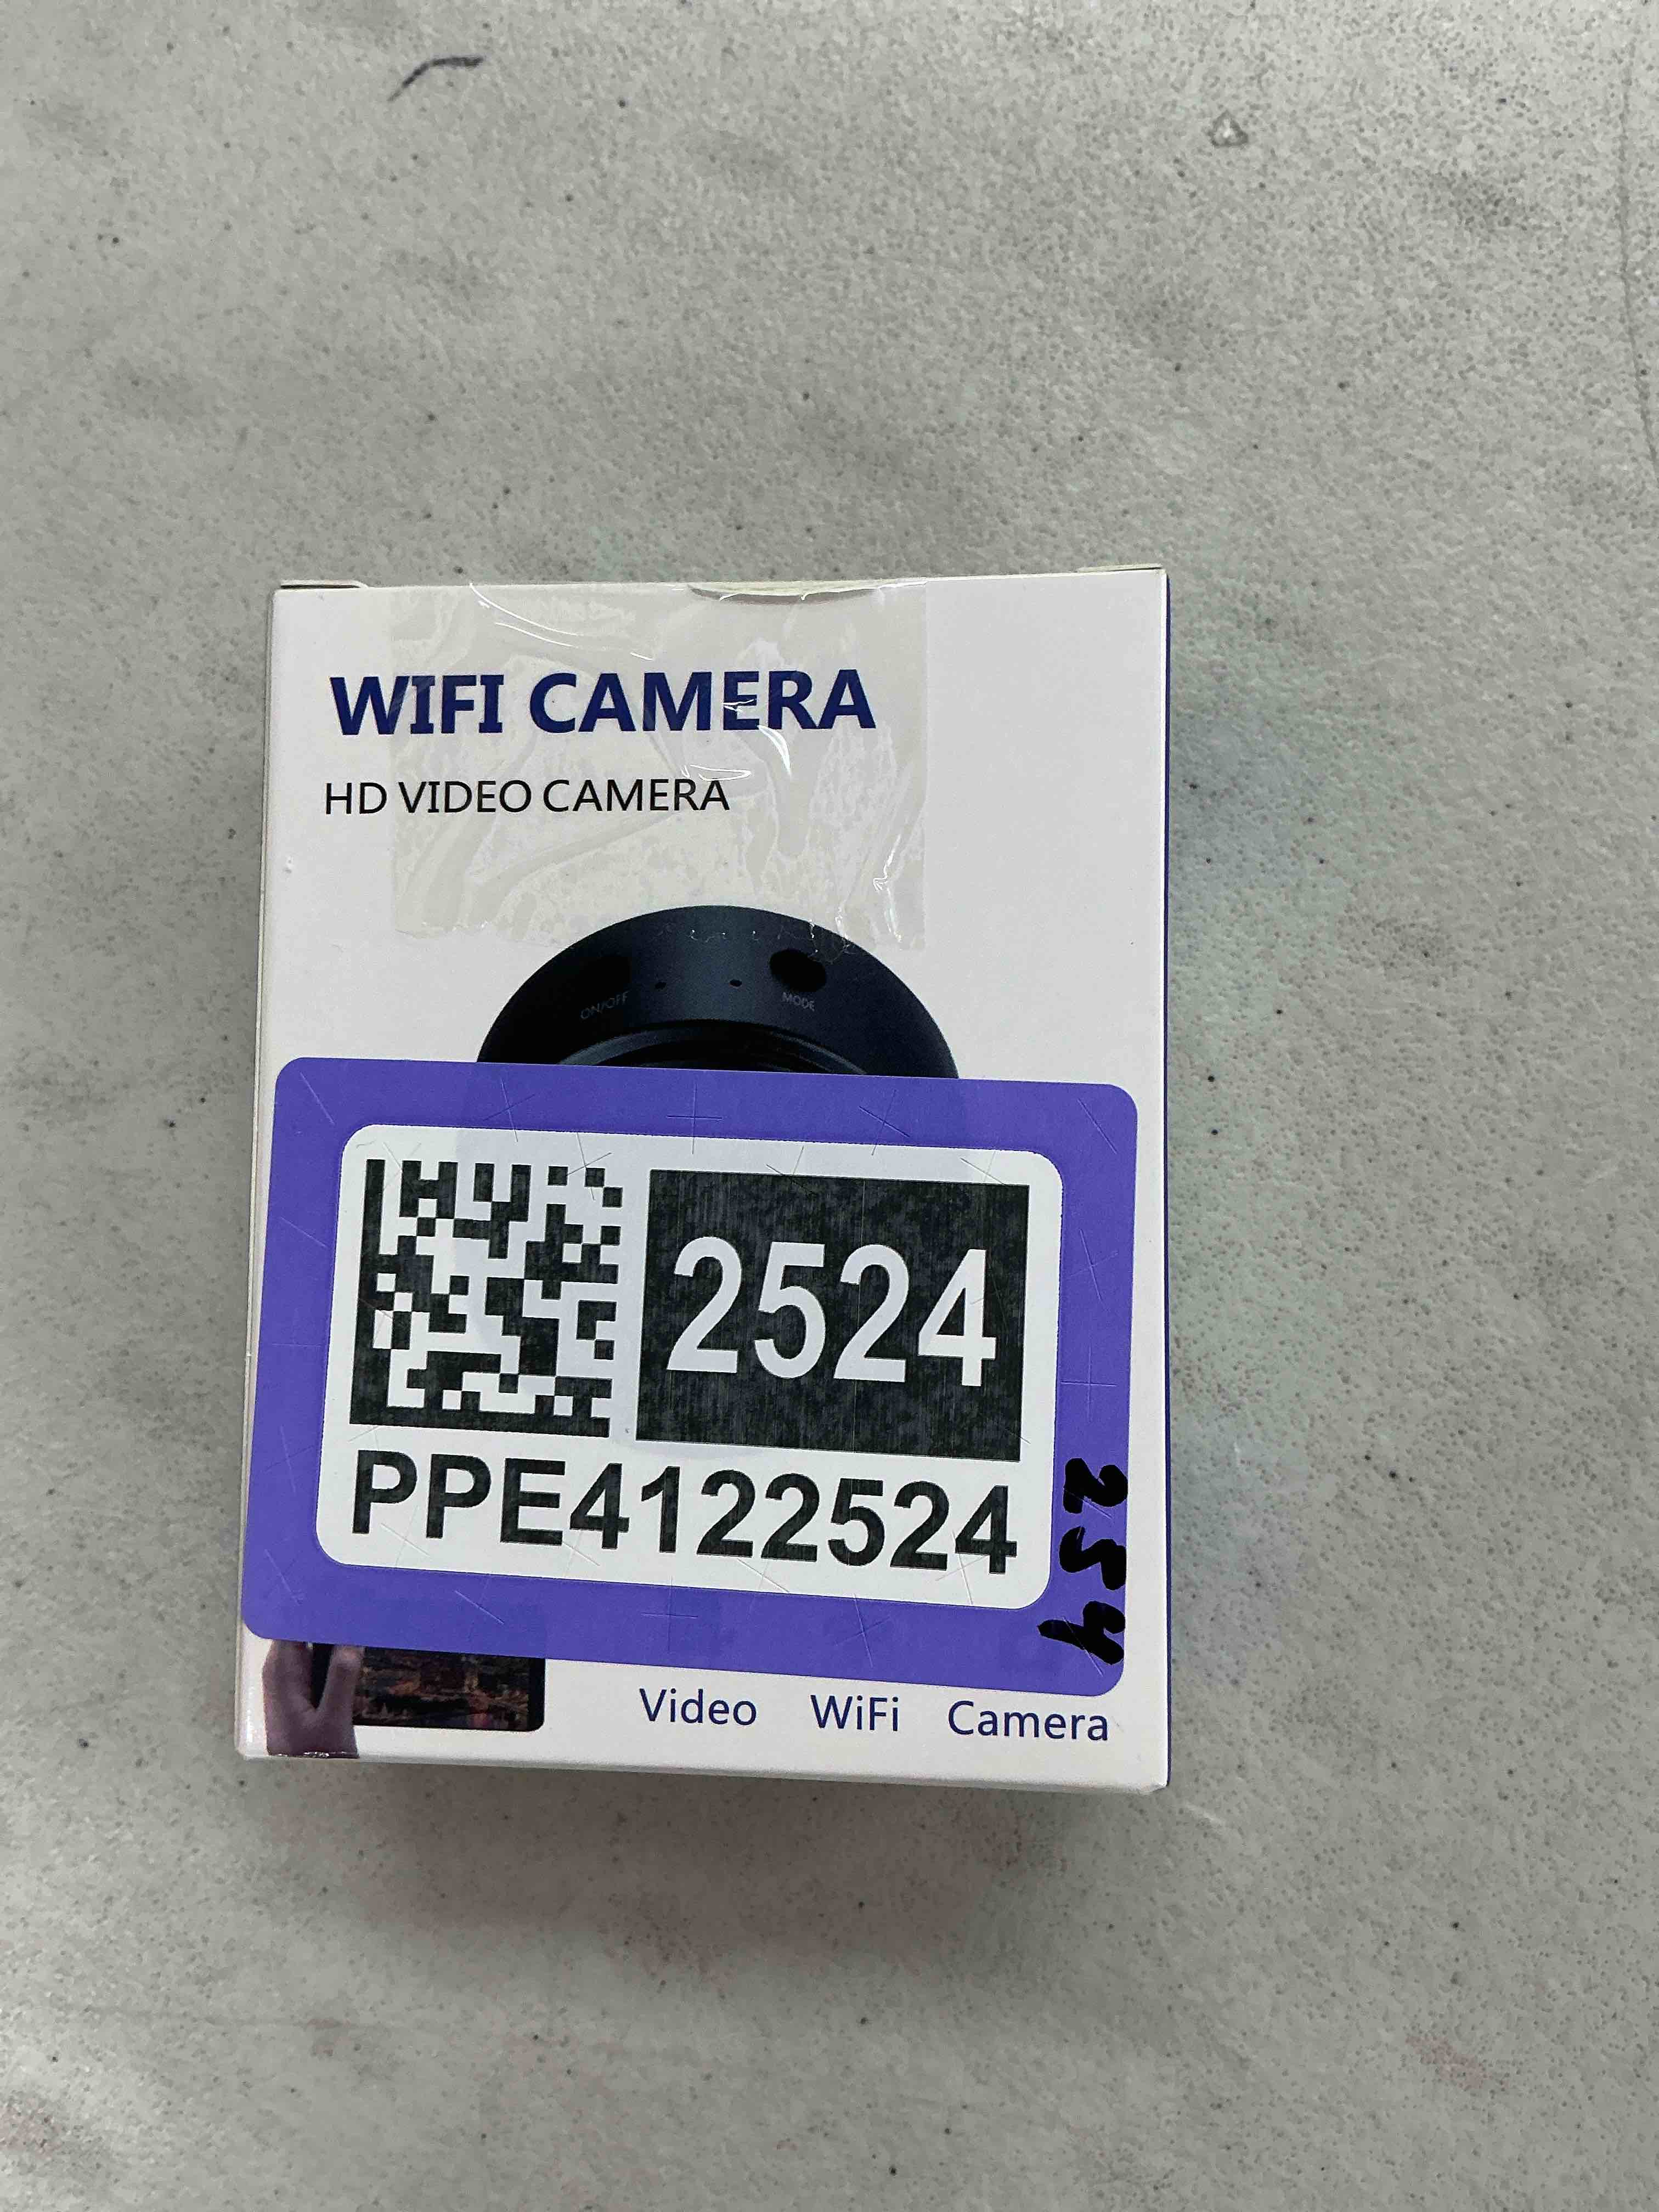 WIFI CAMERA
HD VIDEO CAMERA
ON/OFF
MODE
2524
PPE4122524
254
Video WiFi Camera